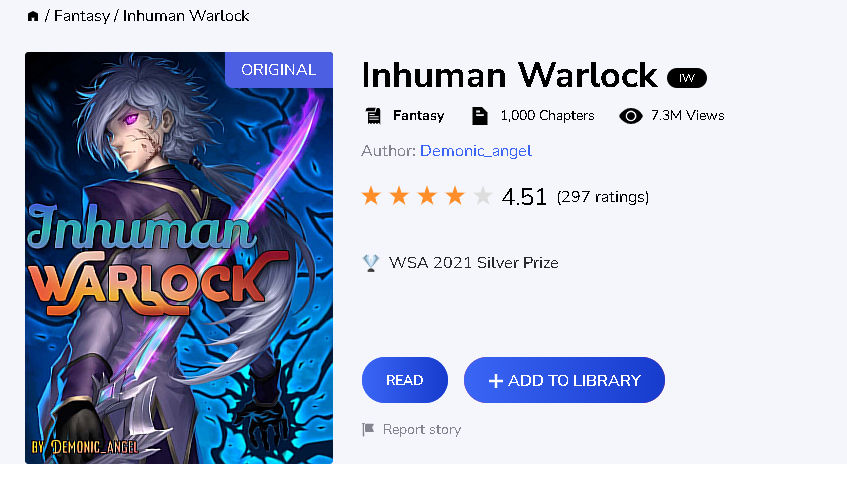 / Fantasy / Inhuman Warlock
ORIGINAL
Inhuman
WARLOCK
BY DEMONIC_ANGEL
Inhuman Warlock IW
Fantasy 1,000 Chapters 7.3M Views
Author: Demonic_angel
4.51 (297 ratings)
WSA 2021 Silver Prize
READ + ADD TO LIBRARY
Report story